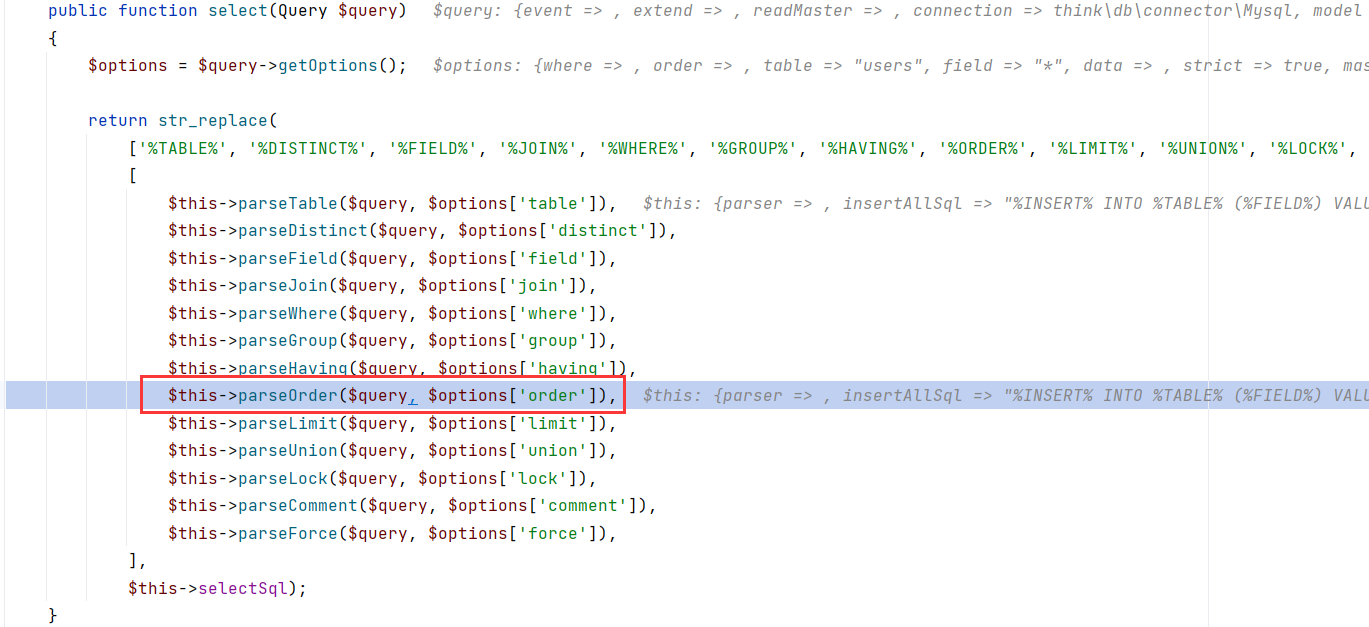 public function select(Query $query)  $query: {event => , extend => , readMaster => , connection => think\db\connector\Mysql, model
{
$options = $query->getOptions();  $options: {where => , order => , table => "users", field => "*", data => , strict => true, mas
return str_replace(
['%TABLE%', '%DISTINCT%', '%FIELD%', '%JOIN%', '%WHERE%', '%GROUP%', '%HAVING%', '%ORDER%', '%LIMIT%', '%UNION%', '%LOCK%',
[
$this->parseTable($query, $options['table']),  $this: {parser => , insertAllSql => "%INSERT% INTO %TABLE% (%FIELD%) VALU
$this->parseDistinct($query, $options['distinct']),
$this->parseField($query, $options['field']),
$this->parseJoin($query, $options['join']),
$this->parseWhere($query, $options['where']),
$this->parseGroup($query, $options['group']),
$this->parseHaving($query, $options['having']),
$this->parseOrder($query, $options['order']),  $this: {parser => , insertAllSql => "%INSERT% INTO %TABLE% (%FIELD%) VALU
$this->parseLimit($query, $options['limit']),
$this->parseUnion($query, $options['union']),
$this->parseLock($query, $options['lock']),
$this->parseComment($query, $options['comment']),
$this->parseForce($query, $options['force']),
],
$this->selectSql);
}